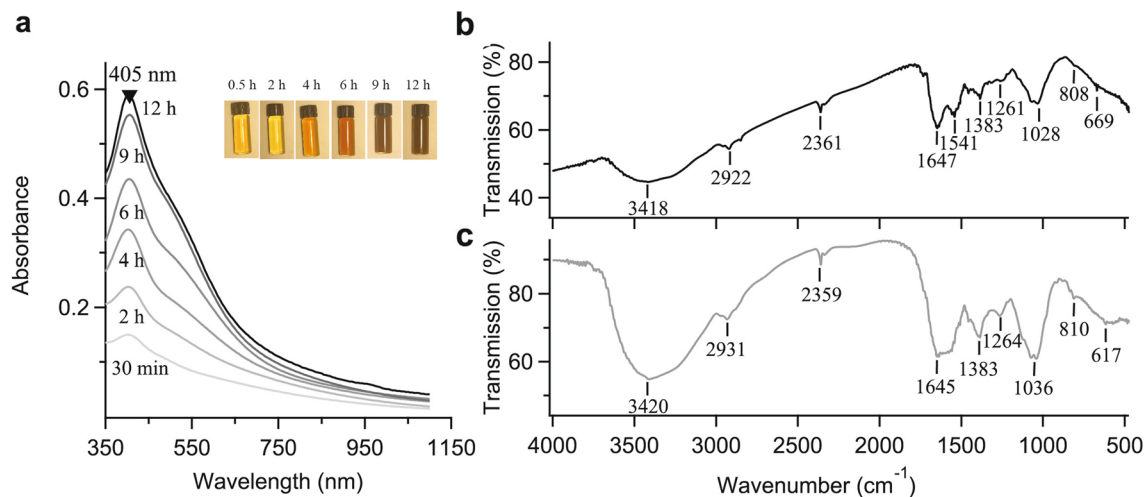 a
0.6
0.4
0.2
405 nm
12 h
9 h
6 h
4 h
2 h
30 min
0.5 h 2 h 4 h 6 h 9 h 12 h
Absorbance
350 550 750 950 1150
Wavelength (nm)
b
80
60
40
Transmission (%)
3418
2922
2361
1647
1541
1383
1261
1028
808
669
c
80
60
Transmission (%)
3420
2931
2359
1645
1383
1264
1036
810
617
4000 3000 2500 2000 1500 1000 500
Wavenumber (cm⁻¹)